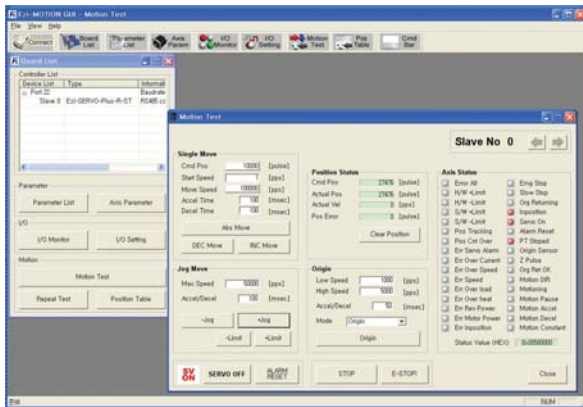 Ezi-MOTION GUI - Motion Test
File View Help
Connect
Board List
Parameter List
Axis Param
I/O Monitor
I/O Setting
Motion Test
Pos Table
Cmd Bar
Board List
Controller List
Device List Type Informati
Port 22 Baudrate
Slave 0 Ezi-SERVO-Plus-R-ST RS485 cc
Parameter
Parameter List Axis Parameter
I/O
I/O Monitor I/O Setting
Motion
Motion Test
Repeat Test Position Table
Motion Test
Slave No 0
Single Move
Cmd Pos 10000 [pulse]
Start Speed 1 [pps]
Move Speed 100000 [pps]
Accel Time 100 [msec]
Decel Time 100 [msec]
Abs Move
DEC Move INC Move
Position Status
Cmd Pos 27476 [pulse]
Actual Pos 27476 [pulse]
Actual Vel 0 [pps]
Pos Error 0 [pulse]
Clear Position
Jog Move
Max Speed 50000 [pps]
Accel/Decel 100 [msec]
-Jog +Jog
-Limit +Limit
Origin
Low Speed 1000 [pps]
High Speed 5000 [pps]
Accel/Decel 50 [msec]
Mode Origin
Origin
Axis Status
Error All Emg Stop
H/W +Limit Slow Stop
H/W -Limit Org Retuning
S/W +Limit Inposition
S/W -Limit Servo On
Pos Tracking Alarm Reset
Pos Cnt Over PT Stoped
Err Servo Alarm Origin Sensor
Err Over Current Z Pulse
Err Over Speed Org Ret OK
Err Speed Motion DIR
Err Over load Motioning
Err Over heat Motion Pause
Err Rev Power Motion Accel
Err Motor Power Motion Decel
Err Inposition Motion Constant
Status Value (HEX)
SV ON
SERVO OFF
ALARM RESET
STOP
E-STOP!
Close
NUM